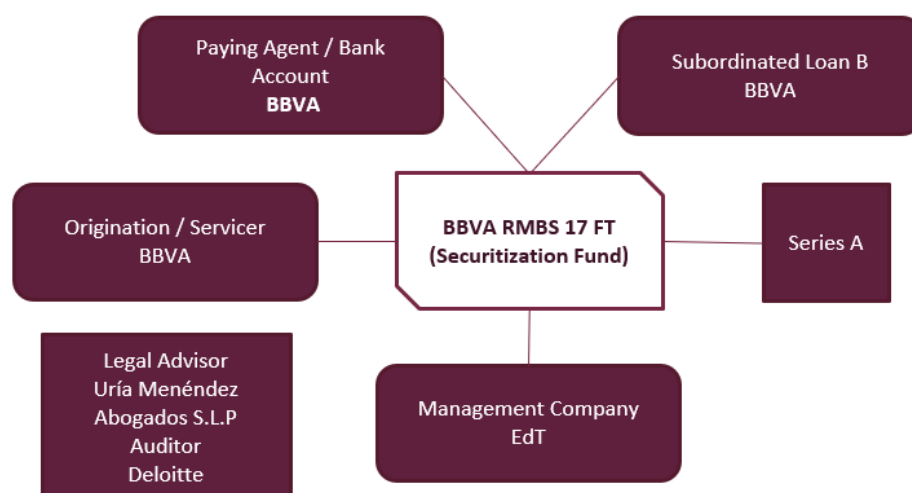 Paying Agent / Bank
Account
BBVA
Subordinated Loan B
BBVA
Origination / Servicer
BBVA
BBVA RMBS 17 FT
(Securitization Fund)
Series A
Legal Advisor
Uría Menéndez
Abogados S.L.P
Auditor
Deloitte
Management Company
EdT